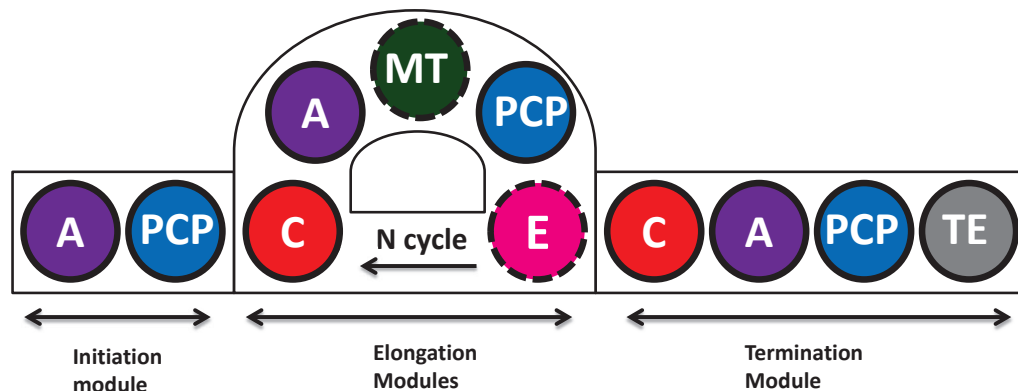 MT
A
PCP
A
PCP
C
N cycle
E
C
A
PCP
TE
Initiation
module
Elongation
Modules
Termination
Module